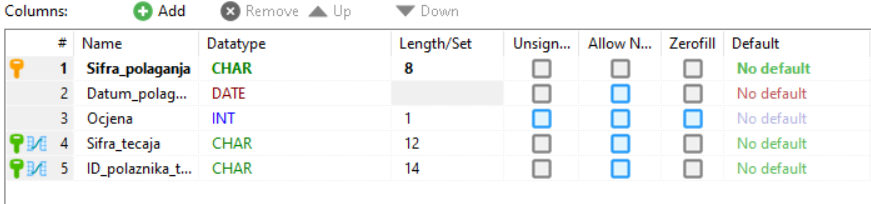 Columns: Add Remove Up Down
# Name Datatype Length/Set Unsign... Allow N... Zerofill Default
1 Sifra_polaganja CHAR 8 No default
2 Datum_polag... DATE No default
3 Ocjena INT 1 No default
4 Sifra_tecaja CHAR 12 No default
5 ID_polaznika_t... CHAR 14 No default